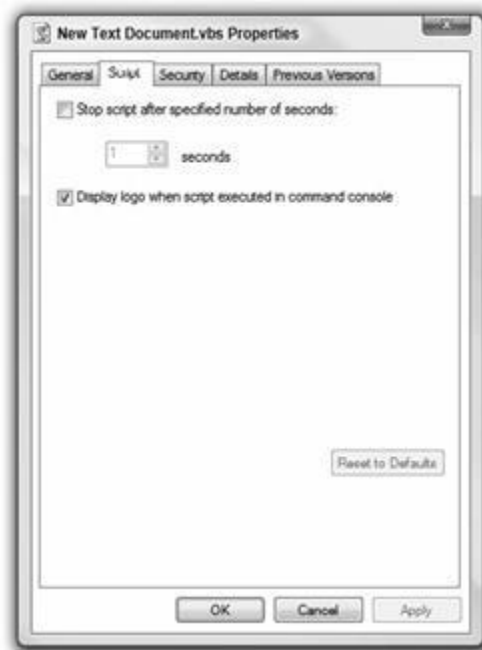 New Text Document.vbs Properties
General Script Security Details Previous Versions
Stop script after specified number of seconds:
1 seconds
Display logo when script executed in command console
Reset to Defaults
OK Cancel Apply